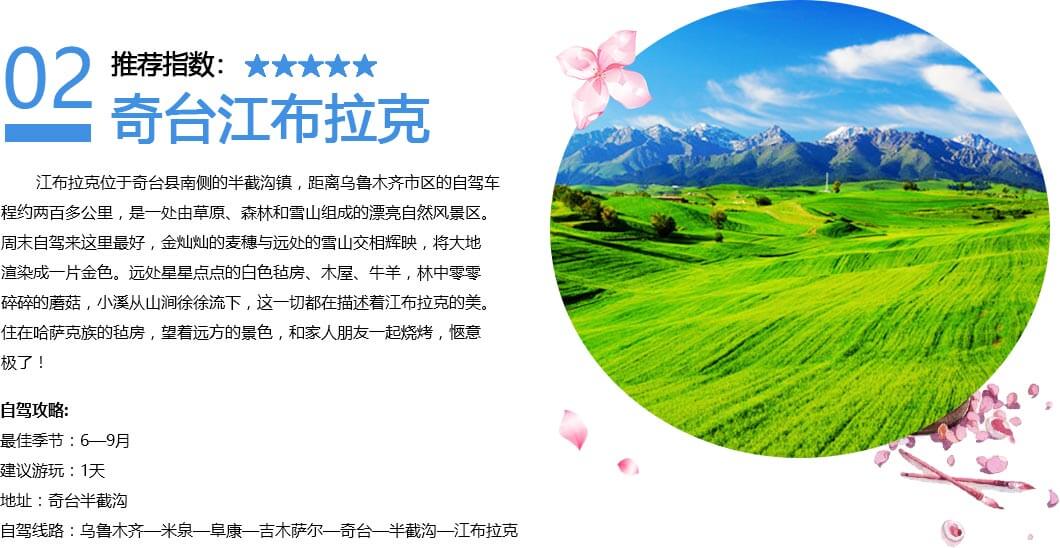 02
推荐指数：★★★★★
奇台江布拉克
江布拉克位于奇台县南侧的半截沟镇，距离乌鲁木齐市区的自驾车
程约两百多公里，是一处由草原、森林和雪山组成的漂亮自然风景区。
周末自驾来这里最好，金灿灿的麦穗与远处的雪山交相辉映，将大地
渲染成一片金色。远处星星点点的白色毡房、木屋、牛羊，林中零零
碎碎的蘑菇，小溪从山涧徐徐流下，这一切都在描述着江布拉克的美。
住在哈萨克族的毡房，望着远方的景色，和家人朋友一起烧烤，惬意
极了！
自驾攻略:
最佳季节：6—9月
建议游玩：1天
地址：奇台半截沟
自驾线路：乌鲁木齐—米泉—阜康—吉木萨尔—奇台—半截沟—江布拉克